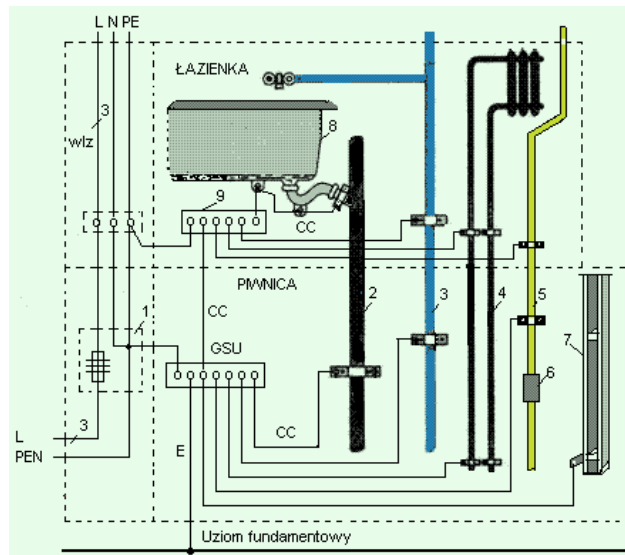 L N PE
ŁAZIENKA
3
wlz
8
9
CC
PIWNICA
CC
1
2
3
4
5
GSU
7
6
L
3
PEN
CC
E
Uziom fundamentowy